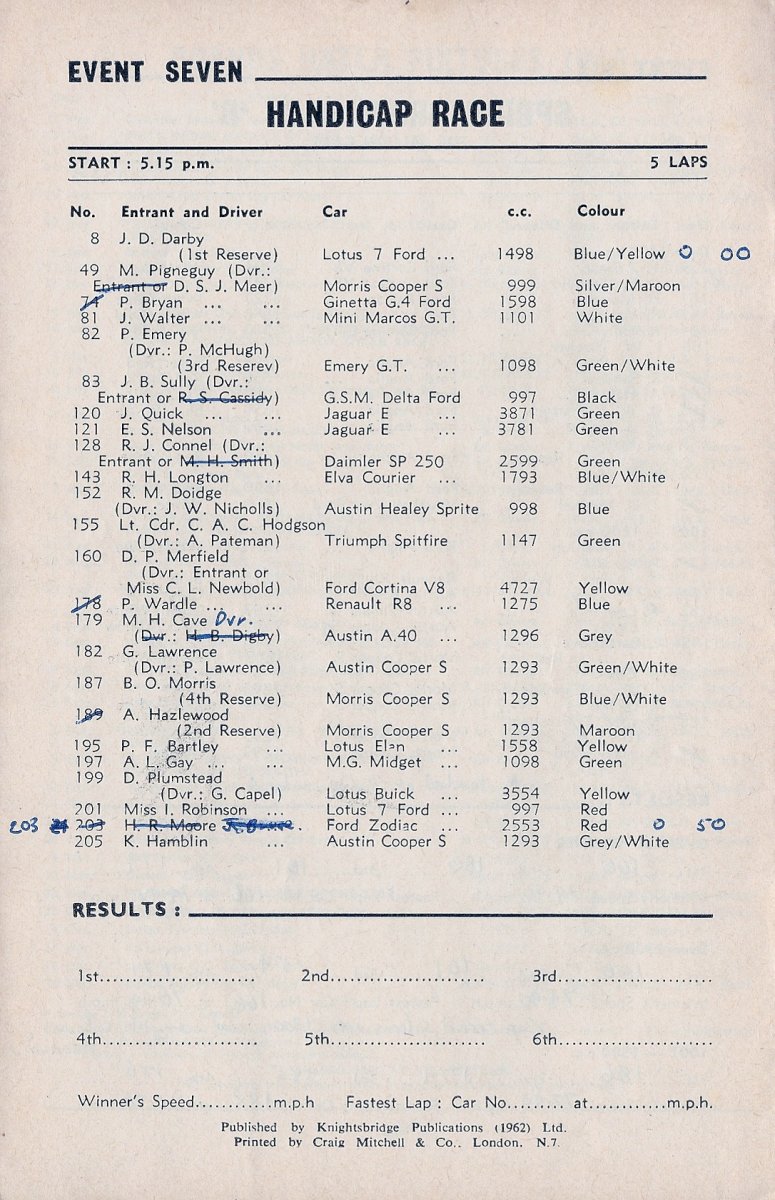 EVENT SEVEN
HANDICAP RACE
START : 5.15 p.m. 5 LAPS
No. Entrant and Driver Car c.c. Colour
8 J. D. Darby
(1st Reserve) Lotus 7 Ford ... 1498 Blue/Yellow 0 00
49 M. Pigneguy (Dvr.:
Entrant or D. S. J. Meer) Morris Cooper S 999 Silver/Maroon
74 P. Bryan ... ... Ginetta G.4 Ford 1598 Blue
81 J. Walter ... ... Mini Marcos G.T. 1101 White
82 P. Emery
(Dvr.: P. McHugh)
(3rd Reserev) Emery G.T. ... 1098 Green/White
83 J. B. Sully (Dvr.:
Entrant or R. S. Cassidy) G.S.M. Delta Ford 997 Black
120 J. Quick ... ... Jaguar E ... 3871 Green
121 E. S. Nelson ... Jaguar E ... 3781 Green
128 R. J. Connel (Dvr.:
Entrant or M. H. Smith) Daimler SP 250 2599 Green
143 R. H. Longton ... Elva Courier ... 1793 Blue/White
152 R. M. Doidge
(Dvr.: J. W. Nicholls) Austin Healey Sprite 998 Blue
155 Lt. Cdr. C. A. C. Hodgson
(Dvr.: A. Pateman) Triumph Spitfire 1147 Green
160 D. P. Merfield
(Dvr.: Entrant or
Miss C. L. Newbold) Ford Cortina V8 4727 Yellow
178 P. Wardle ... ... Renault R8 ... 1275 Blue
179 M. H. Cave Dvr.
(Dvr.: H. B. Digby) Austin A.40 ... 1296 Grey
182 G. Lawrence
(Dvr.: P. Lawrence) Austin Cooper S 1293 Green/White
187 B. O. Morris
(4th Reserve) Morris Cooper S 1293 Blue/White
189 A. Hazlewood
(2nd Reserve) Morris Cooper S 1293 Maroon
195 P. F. Bartley ... Lotus Elan ... 1558 Yellow
197 A. L. Gay ... ... M.G. Midget ... 1098 Green
199 D. Plumstead
(Dvr.: G. Capel) Lotus Buick ... 3554 Yellow
201 Miss I. Robinson ... Lotus 7 Ford ... 997 Red
203 203 H. R. Moore Ford Zodiac ... 2553 Red 0 50
205 K. Hamblin ... Austin Cooper S 1293 Grey/White
RESULTS :
1st........................ 2nd........................ 3rd........................
4th........................ 5th........................ 6th........................
Winner's Speed............m.p.h Fastest Lap : Car No......... at............m.p.h.
Published by Knightsbridge Publications (1962) Ltd.
Printed by Craig Mitchell & Co., London. N.7.